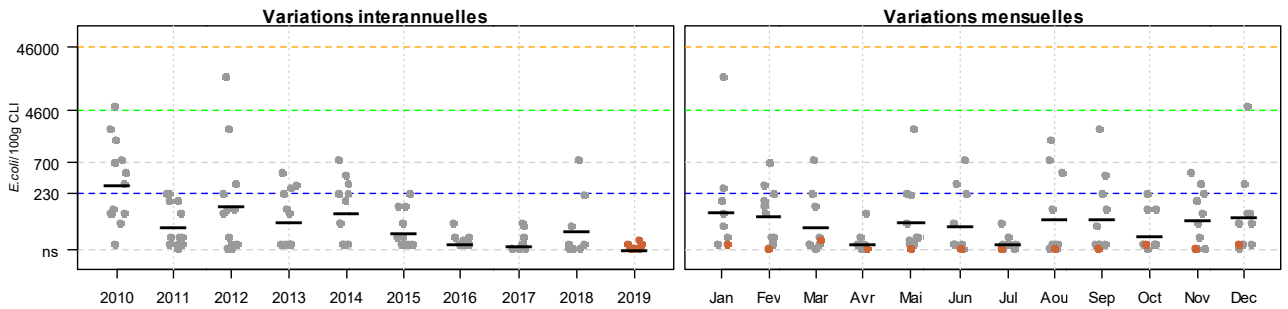 Variations interannuelles
Variations mensuelles
E.coli/100g CLI
46000
4600
700
230
ns
2010 2011 2012 2013 2014 2015 2016 2017 2018 2019
Jan Fev Mar Avr Mai Jun Jul Aou Sep Oct Nov Dec